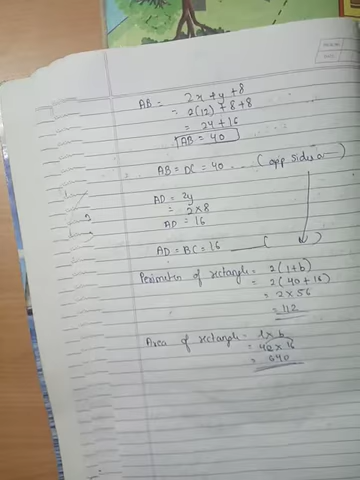 AB = 2x + y + 8
= 2(12) + 8 + 8
= 24 + 16
AB = 40
∴ AB = DC = 40 ... (opp sides
AD = 2y
= 2 × 8
AD = 16
AD = BC = 16 — ( )
Perimeter of rectangle = 2(l+b)
= 2(40 + 16)
= 2 × 56
= 112
Area of rectangle = l × b
= 40 × 16
= 640